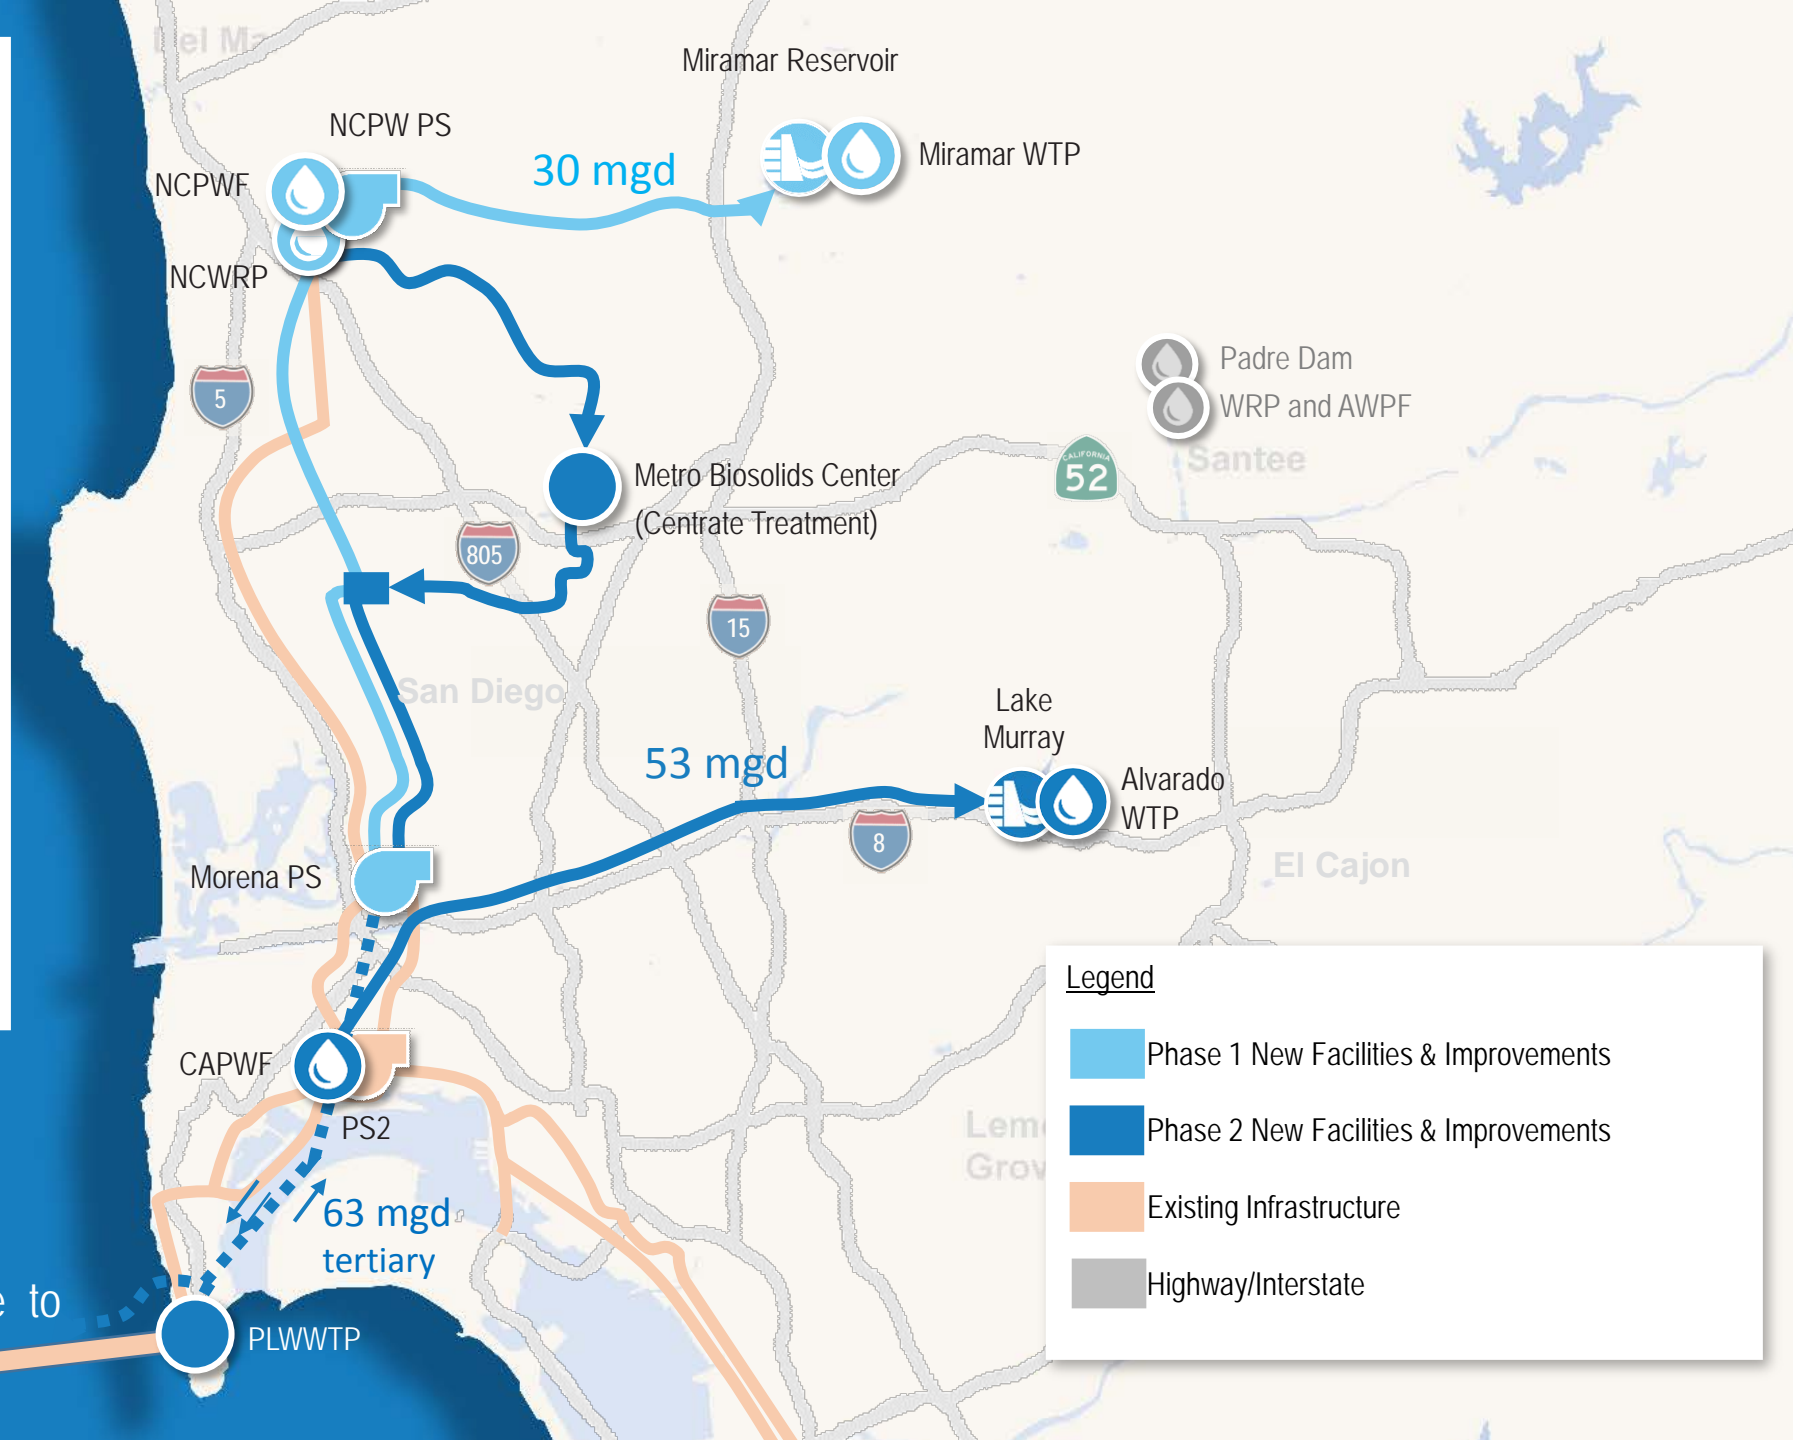 Miramar Reservoir
NCPW PS
30 mgd
Miramar WTP
NCPWF
NCWRP
5
Padre Dam
WRP and AWPF
Santee
CALIFORNIA
52
Metro Biosolids Center
(Centrate Treatment)
805
15
San Diego
Lake
Murray
53 mgd
Alvarado
WTP
8
El Cajon
Morena PS
CAPWF
PS2
63 mgd
tertiary
to
PLWWTP
Legend
Phase 1 New Facilities & Improvements
Phase 2 New Facilities & Improvements
Existing Infrastructure
Highway/Interstate